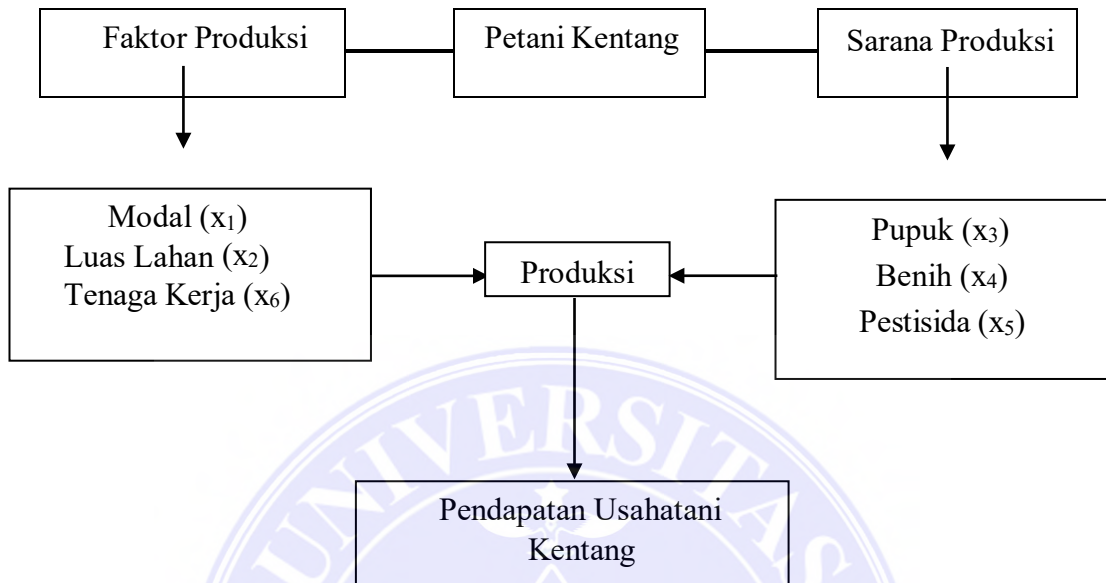 Faktor Produksi
Petani Kentang
Sarana Produksi
Modal (x₁)
Luas Lahan (x₂)
Tenaga Kerja (x₆)
Produksi
Pupuk (x₃)
Benih (x₄)
Pestisida (x₅)
UNIVERSITAS
Pendapatan Usahatani
Kentang